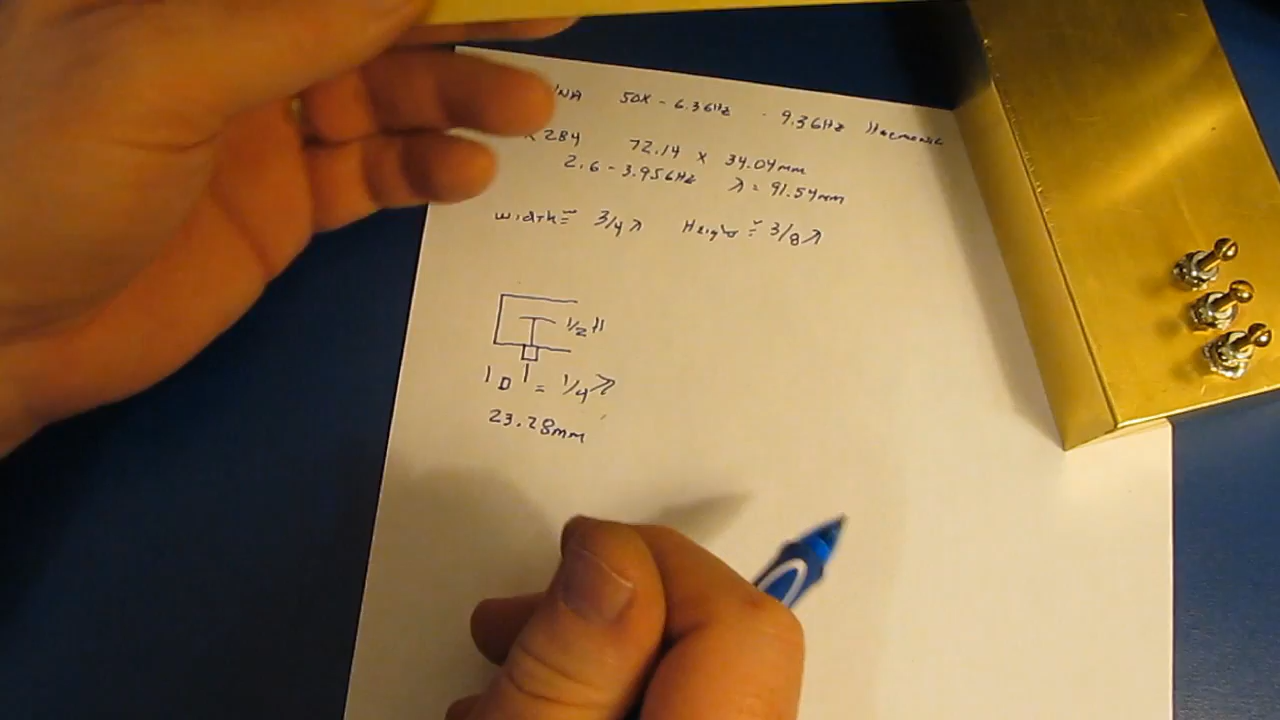 VNA 50K - 6.3GHz - 9.3GHz Harmonic
R 284 72.14 x 34.04mm
2.6 - 3.95GHz λ = 91.54mm
width ≅ 3/4 λ Height ≅ 3/8 λ
1/2 H
D = 1/4 λ
23.28mm